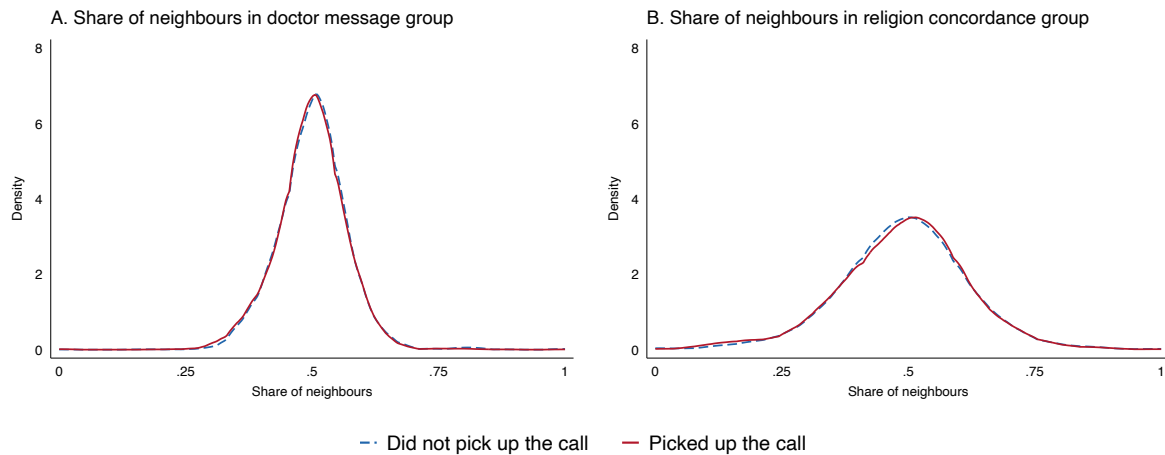 A. Share of neighbours in doctor message group
8
6
4
2
0
Density
0 .25 .5 .75 1
Share of neighbours
B. Share of neighbours in religion concordance group
8
6
4
2
0
Density
0 .25 .5 .75 1
Share of neighbours
Did not pick up the call Picked up the call